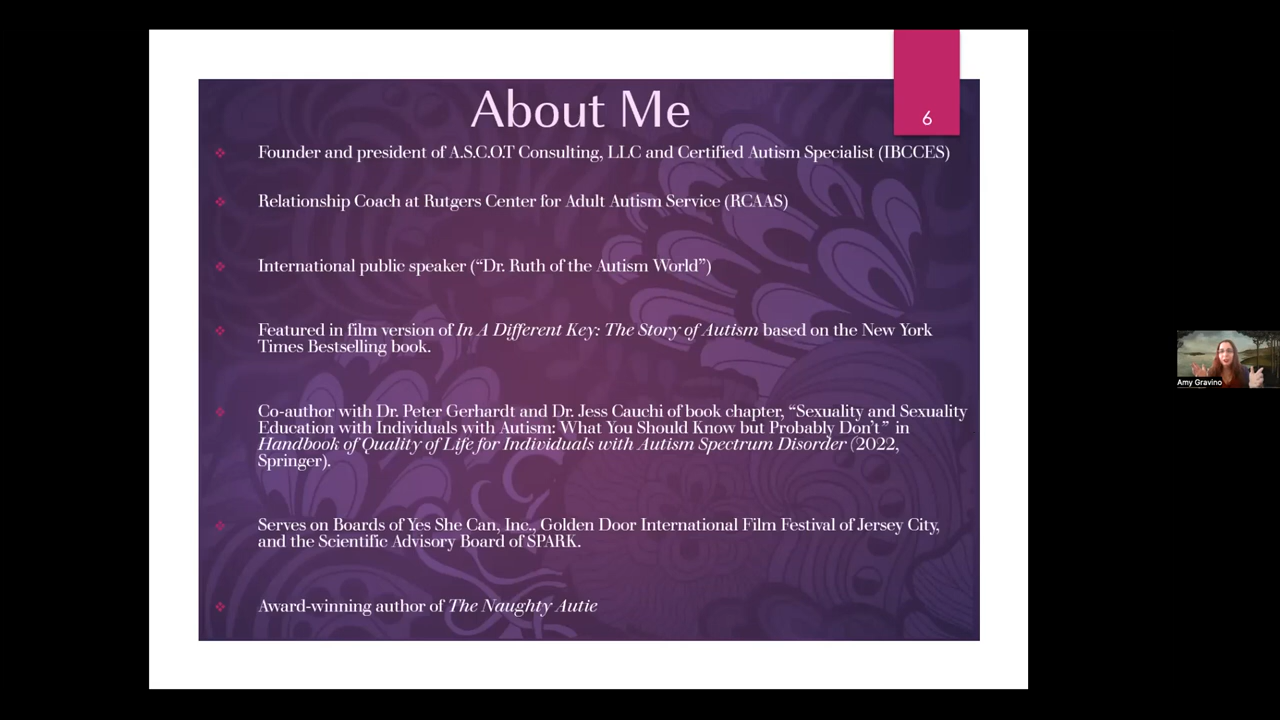 About Me
6
Founder and president of A.S.C.O.T Consulting, LLC and Certified Autism Specialist (IBCCES)
Relationship Coach at Rutgers Center for Adult Autism Service (RCAAS)
International public speaker (“Dr. Ruth of the Autism World”)
Featured in film version of In A Different Key: The Story of Autism based on the New York
Times Bestselling book.
Co-author with Dr. Peter Gerhardt and Dr. Jess Cauchi of book chapter, “Sexuality and Sexuality
Education with Individuals with Autism: What You Should Know but Probably Don’t” in
Handbook of Quality of Life for Individuals with Autism Spectrum Disorder (2022,
Springer).
Serves on Boards of Yes She Can, Inc., Golden Door International Film Festival of Jersey City,
and the Scientific Advisory Board of SPARK.
Award-winning author of The Naughty Autie
Amy Gravino